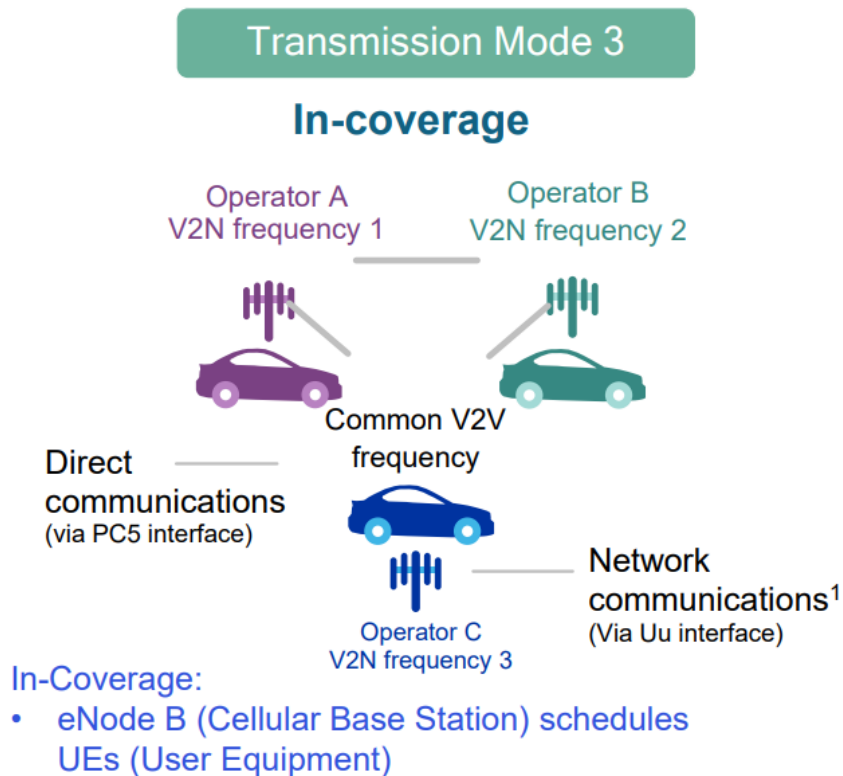 Transmission Mode 3
In-coverage
Operator A
V2N frequency 1
Operator B
V2N frequency 2
Common V2V
frequency
Direct
communications
(via PC5 interface)
Network
communications¹
(Via Uu interface)
Operator C
V2N frequency 3
In-Coverage:
• eNode B (Cellular Base Station) schedules
UEs (User Equipment)